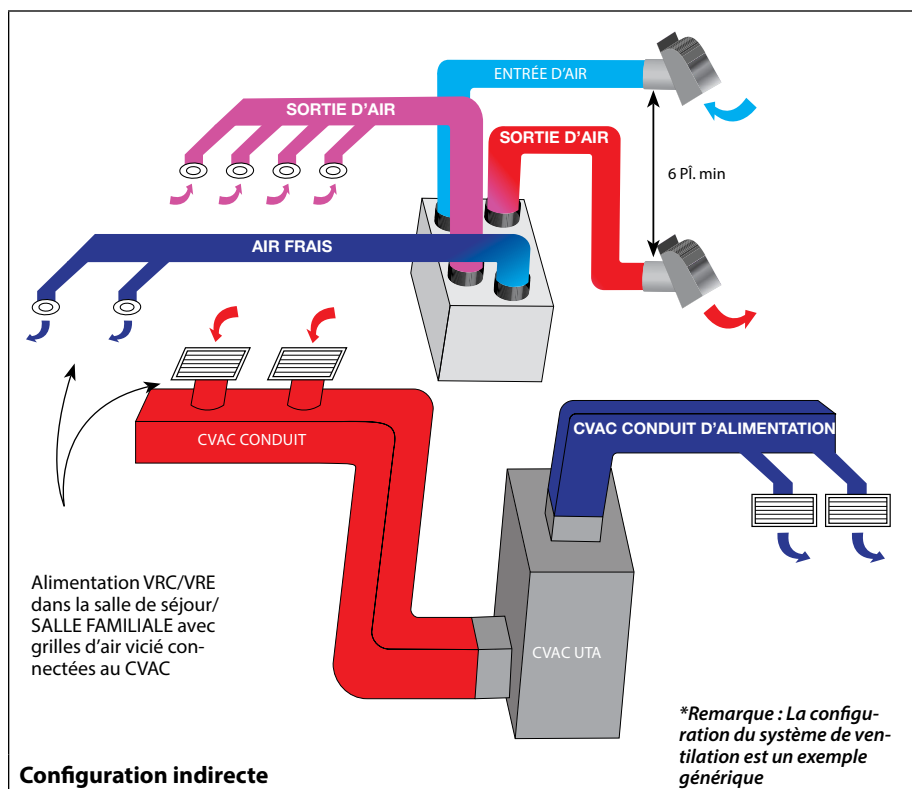 ENTRÉE D'AIR
SORTIE D'AIR
SORTIE D'AIR
6 PÎ. min
AIR FRAIS
CVAC CONDUIT
CVAC CONDUIT D'ALIMENTATION
Alimentation VRC/VRE
dans la salle de séjour/
SALLE FAMILIALE avec
grilles d'air vicié con-
nectées au CVAC
CVAC UTA
*Remarque : La configu-
ration du système de ven-
tilation est un exemple
générique
Configuration indirecte